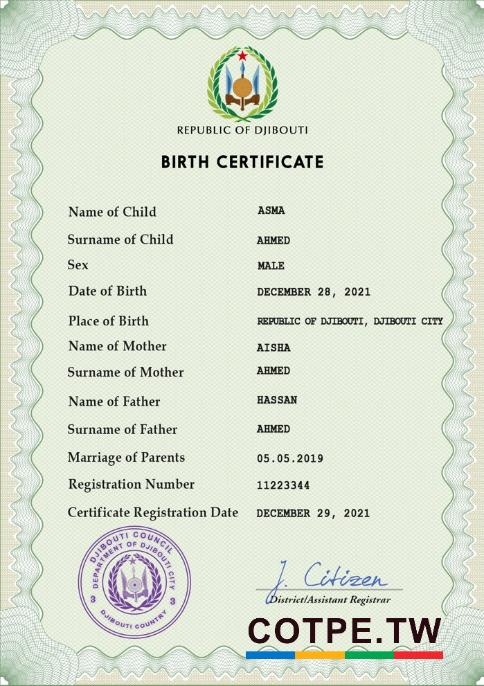 REPUBLIC OF DJIBOUTI
BIRTH CERTIFICATE
Name of Child ASMA
Surname of Child AHMED
Sex MALE
Date of Birth DECEMBER 28, 2021
Place of Birth REPUBLIC OF DJIBOUTI, DJIBOUTI CITY
Name of Mother AISHA
Surname of Mother AHMED
Name of Father HASSAN
Surname of Father AHMED
Marriage of Parents 05.05.2019
Registration Number 11223344
Certificate Registration Date DECEMBER 29, 2021
DJIBOUTI COUNCIL
DEPARTMENT OF DJIBOUTI CITY
3 3
DJIBOUTI COUNTRY
J. Citizen
District/Assistant Registrar
COTPE.TW